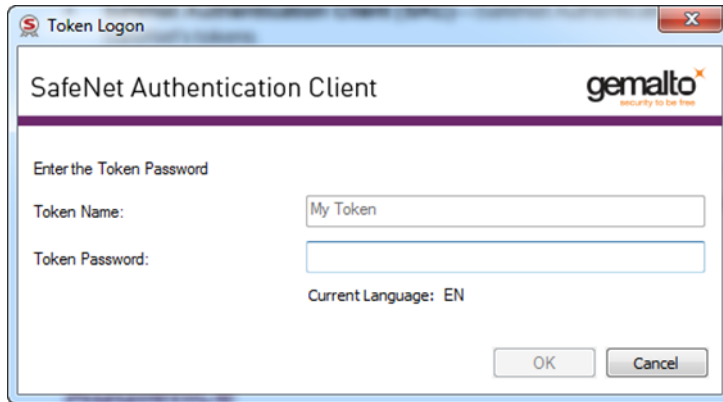 Token Logon
SafeNet Authentication Client
gemalto
security to be free
Enter the Token Password
Token Name:
My Token
Token Password:
Current Language: EN
OK
Cancel